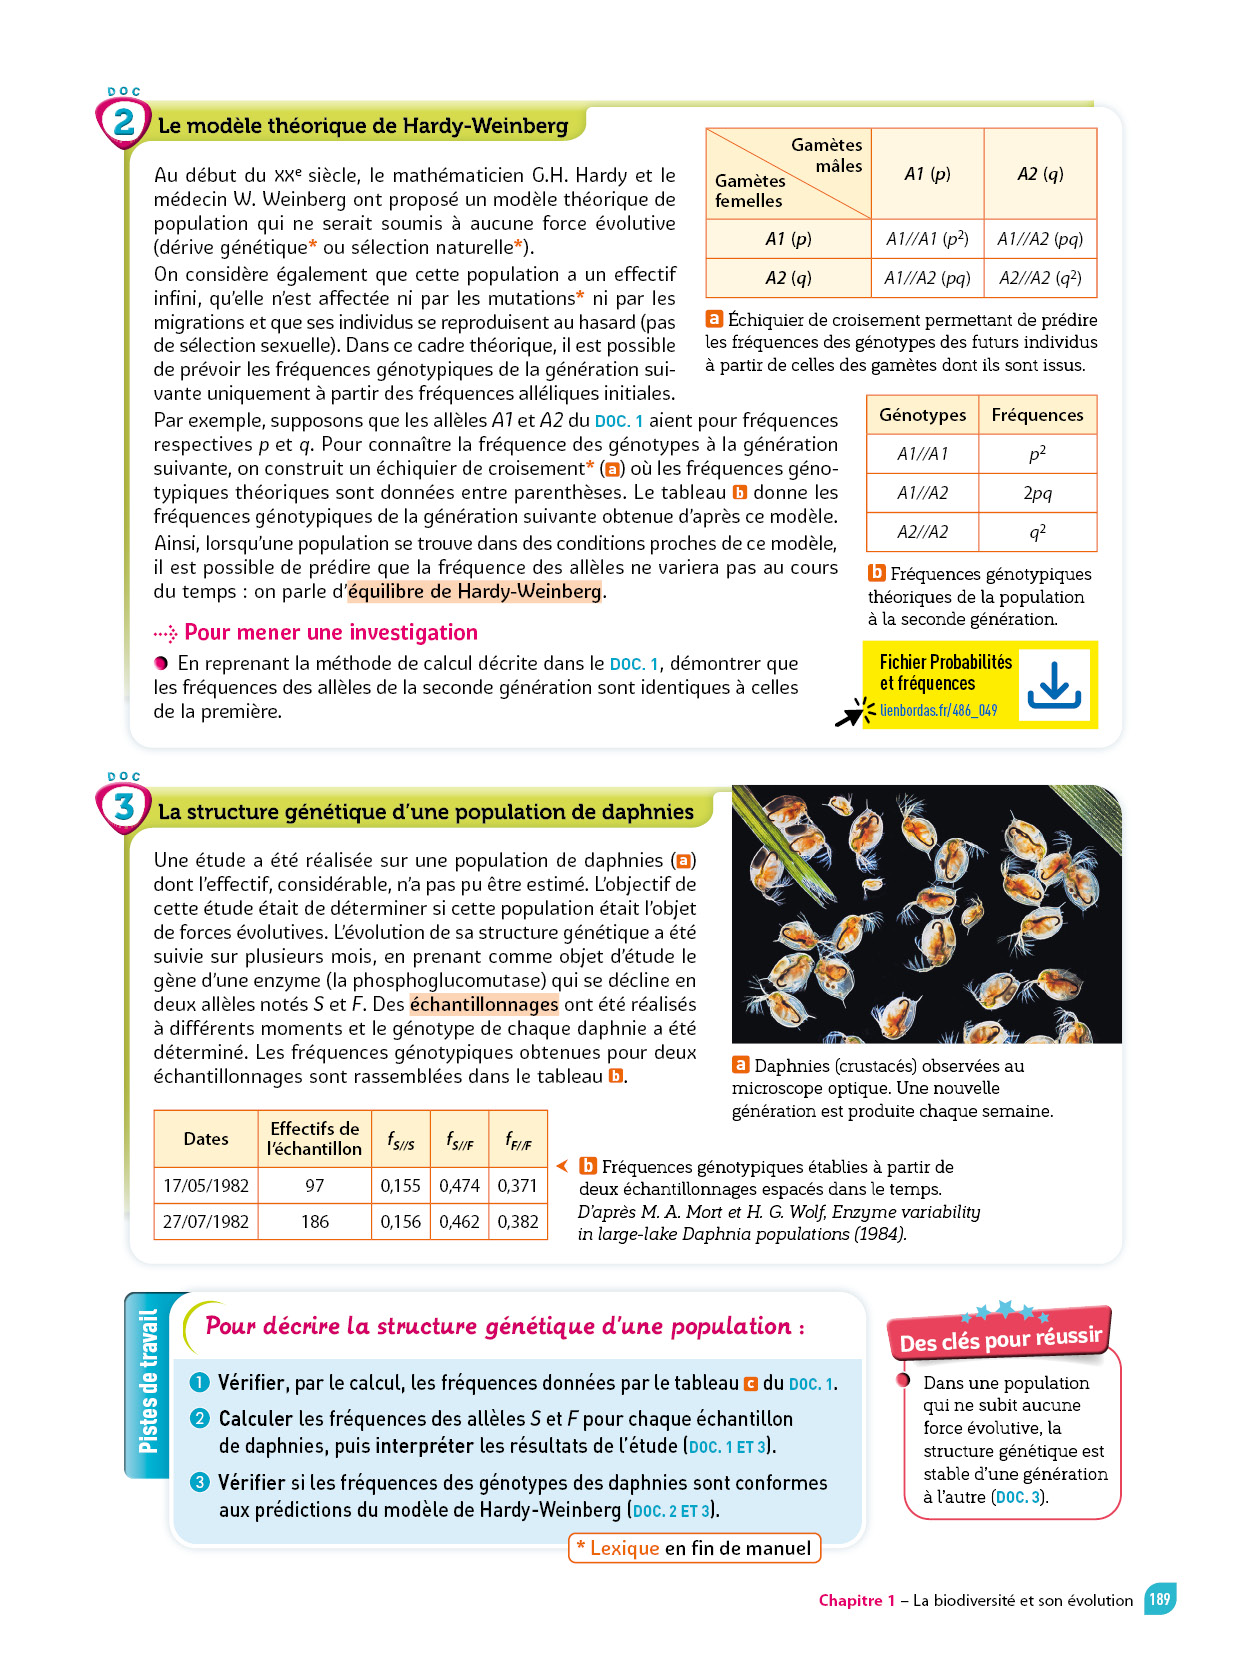 DOC
2
Le modèle théorique de Hardy-Weinberg
Au début du XXe siècle, le mathématicien G.H. Hardy et le
médecin W. Weinberg ont proposé un modèle théorique de
population qui ne serait soumis à aucune force évolutive
(dérive génétique* ou sélection naturelle*).
On considère également que cette population a un effectif
infini, qu'elle n'est affectée ni par les mutations* ni par les
migrations et que ses individus se reproduisent au hasard (pas
de sélection sexuelle). Dans ce cadre théorique, il est possible
de prévoir les fréquences génotypiques de la génération sui-
vante uniquement à partir des fréquences alléliques initiales.
Par exemple, supposons que les allèles A1 et A2 du DOC. 1 aient pour fréquences
respectives p et q. Pour connaître la fréquence des génotypes à la génération
suivante, on construit un échiquier de croisement* (a) où les fréquences géno-
typiques théoriques sont données entre parenthèses. Le tableau b donne les
fréquences génotypiques de la génération suivante obtenue d'après ce modèle.
Ainsi, lorsqu'une population se trouve dans des conditions proches de ce modèle,
il est possible de prédire que la fréquence des allèles ne variera pas au cours
du temps : on parle d'équilibre de Hardy-Weinberg.
Pour mener une investigation
En reprenant la méthode de calcul décrite dans le DOC. 1, démontrer que
les fréquences des allèles de la seconde génération sont identiques à celles
de la première.
Gamètes
mâles
Gamètes
femelles
A1 (p) A2 (q)
A1 (p) A1//A1 (p²) A1//A2 (pq)
A2 (q) A1//A2 (pq) A2//A2 (q²)
a Échiquier de croisement permettant de prédire
les fréquences des génotypes des futurs individus
à partir de celles des gamètes dont ils sont issus.
Génotypes Fréquences
A1//A1 p²
A1//A2 2pq
A2//A2 q²
b Fréquences génotypiques
théoriques de la population
à la seconde génération.
Fichier Probabilités
et fréquences
lienbordas.fr/486_049
DOC
3
La structure génétique d'une population de daphnies
Une étude a été réalisée sur une population de daphnies (a)
dont l'effectif, considérable, n'a pas pu être estimé. L'objectif de
cette étude était de déterminer si cette population était l'objet
de forces évolutives. L'évolution de sa structure génétique a été
suivie sur plusieurs mois, en prenant comme objet d'étude le
gène d'une enzyme (la phosphoglucomutase) qui se décline en
deux allèles notés S et F. Des échantillonnages ont été réalisés
à différents moments et le génotype de chaque daphnie a été
déterminé. Les fréquences génotypiques obtenues pour deux
échantillonnages sont rassemblées dans le tableau b.
a Daphnies (crustacés) observées au
microscope optique. Une nouvelle
génération est produite chaque semaine.
Dates Effectifs de l'échantillon fS//S fS//F fF//F
17/05/1982 97 0,155 0,474 0,371
27/07/1982 186 0,156 0,462 0,382
b Fréquences génotypiques établies à partir de
deux échantillonnages espacés dans le temps.
D'après M. A. Mort et H. G. Wolf, Enzyme variability
in large-lake Daphnia populations (1984).
Pistes de travail
Pour décrire la structure génétique d'une population :
1 Vérifier, par le calcul, les fréquences données par le tableau c du DOC. 1.
2 Calculer les fréquences des allèles S et F pour chaque échantillon
de daphnies, puis interpréter les résultats de l'étude (DOC. 1 ET 3).
3 Vérifier si les fréquences des génotypes des daphnies sont conformes
aux prédictions du modèle de Hardy-Weinberg (DOC. 2 ET 3).
* Lexique en fin de manuel
Des clés pour réussir
Dans une population
qui ne subit aucune
force évolutive, la
structure génétique est
stable d'une génération
à l'autre (DOC. 3).
Chapitre 1 – La biodiversité et son évolution 189